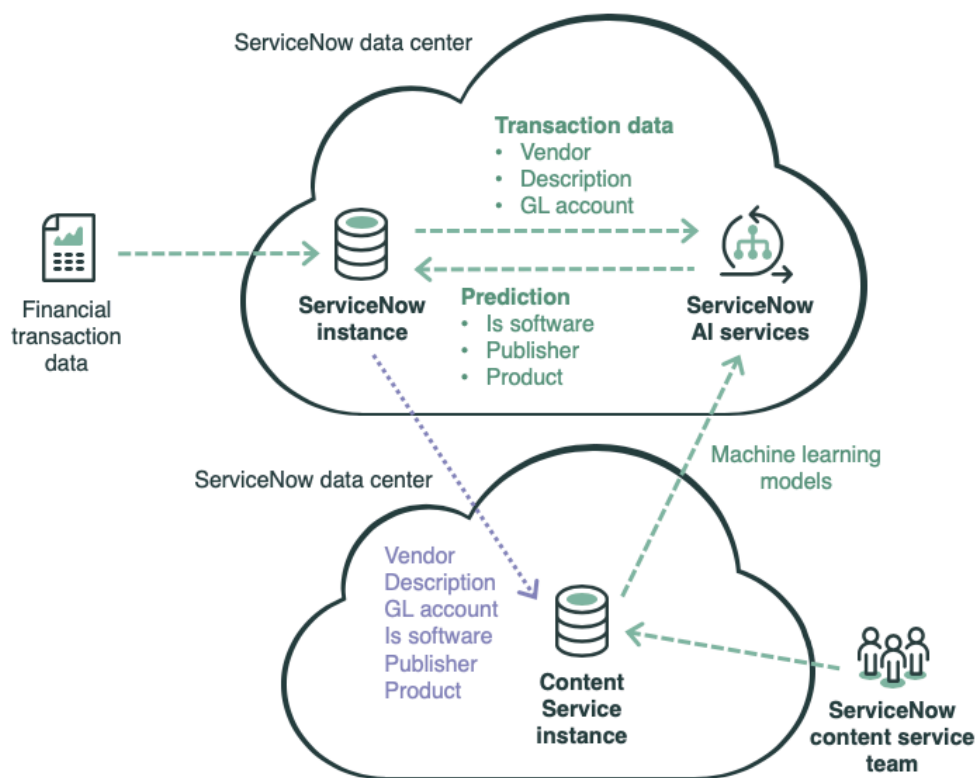 ServiceNow data center
Transaction data
• Vendor
• Description
• GL account
Financial
transaction
data
ServiceNow
instance
Prediction
• Is software
• Publisher
• Product
ServiceNow
AI services
ServiceNow data center
Machine learning
models
Vendor
Description
GL account
Is software
Publisher
Product
Content
Service
instance
ServiceNow
content service
team